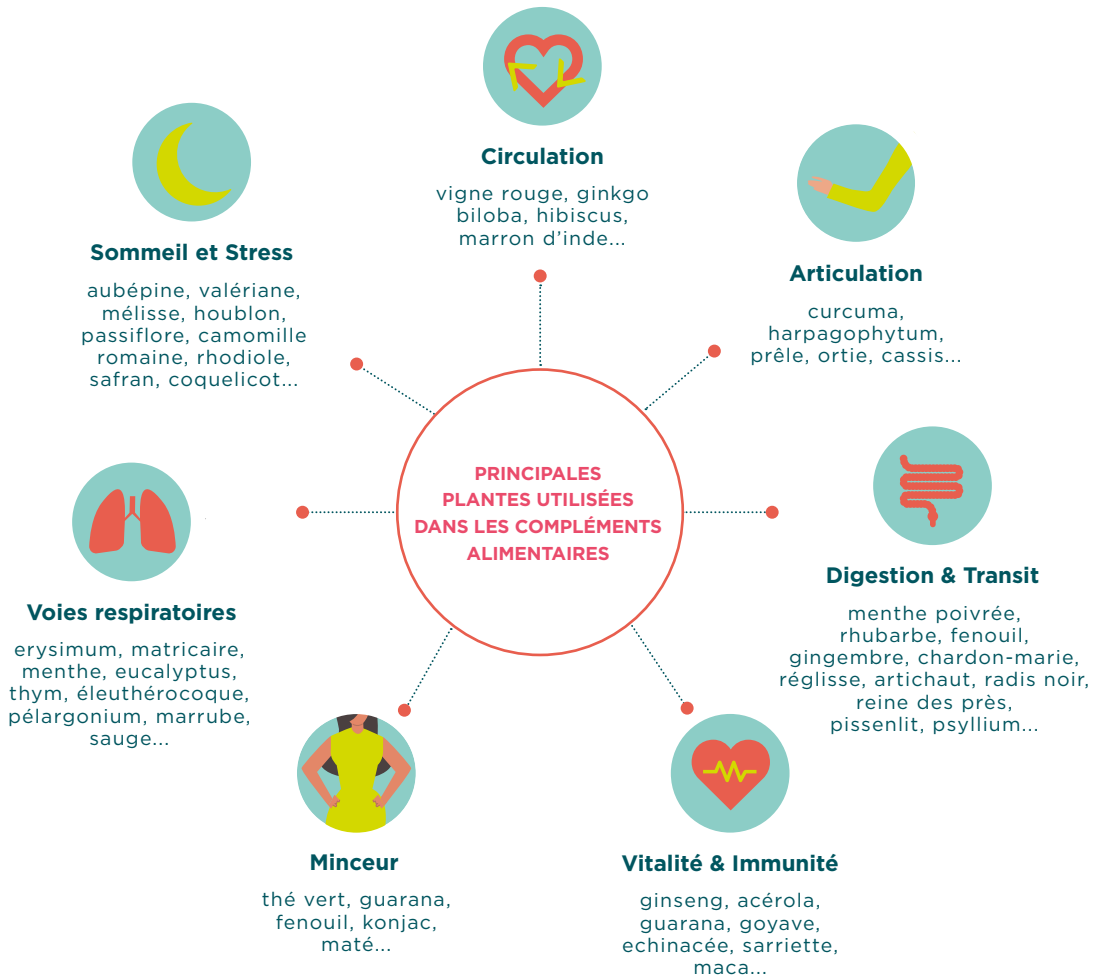 Circulation
vigne rouge, ginkgo
biloba, hibiscus,
marron d’inde...
Sommeil et Stress
aubépine, valériane,
mélisse, houblon,
passiflore, camomille
romaine, rhodiole,
safran, coquelicot...
Articulation
curcuma,
harpagophytum,
prêle, ortie, cassis...
PRINCIPALES
PLANTES UTILISÉES
DANS LES COMPLÉMENTS
ALIMENTAIRES
Voies respiratoires
erysimum, matricaire,
menthe, eucalyptus,
thym, éleuthérocoque,
pélargonium, marrube,
sauge...
Digestion & Transit
menthe poivrée,
rhubarbe, fenouil,
gingembre, chardon-marie,
réglisse, artichaut, radis noir,
reine des près,
pissenlit, psyllium...
Minceur
thé vert, guarana,
fenouil, konjac,
maté...
Vitalité & Immunité
ginseng, acérola,
guarana, goyave,
echinacée, sarriette,
maca...